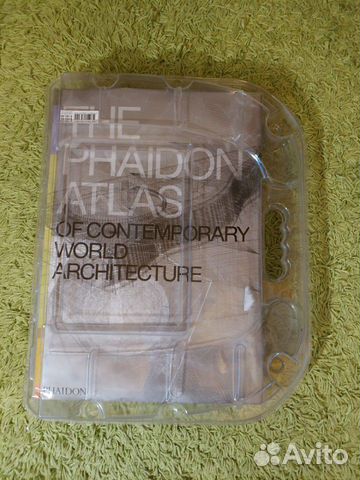 THE
PHAIDON
ATLAS
OF CONTEMPORARY
WORLD
ARCHITECTURE
PHAIDON
Avito